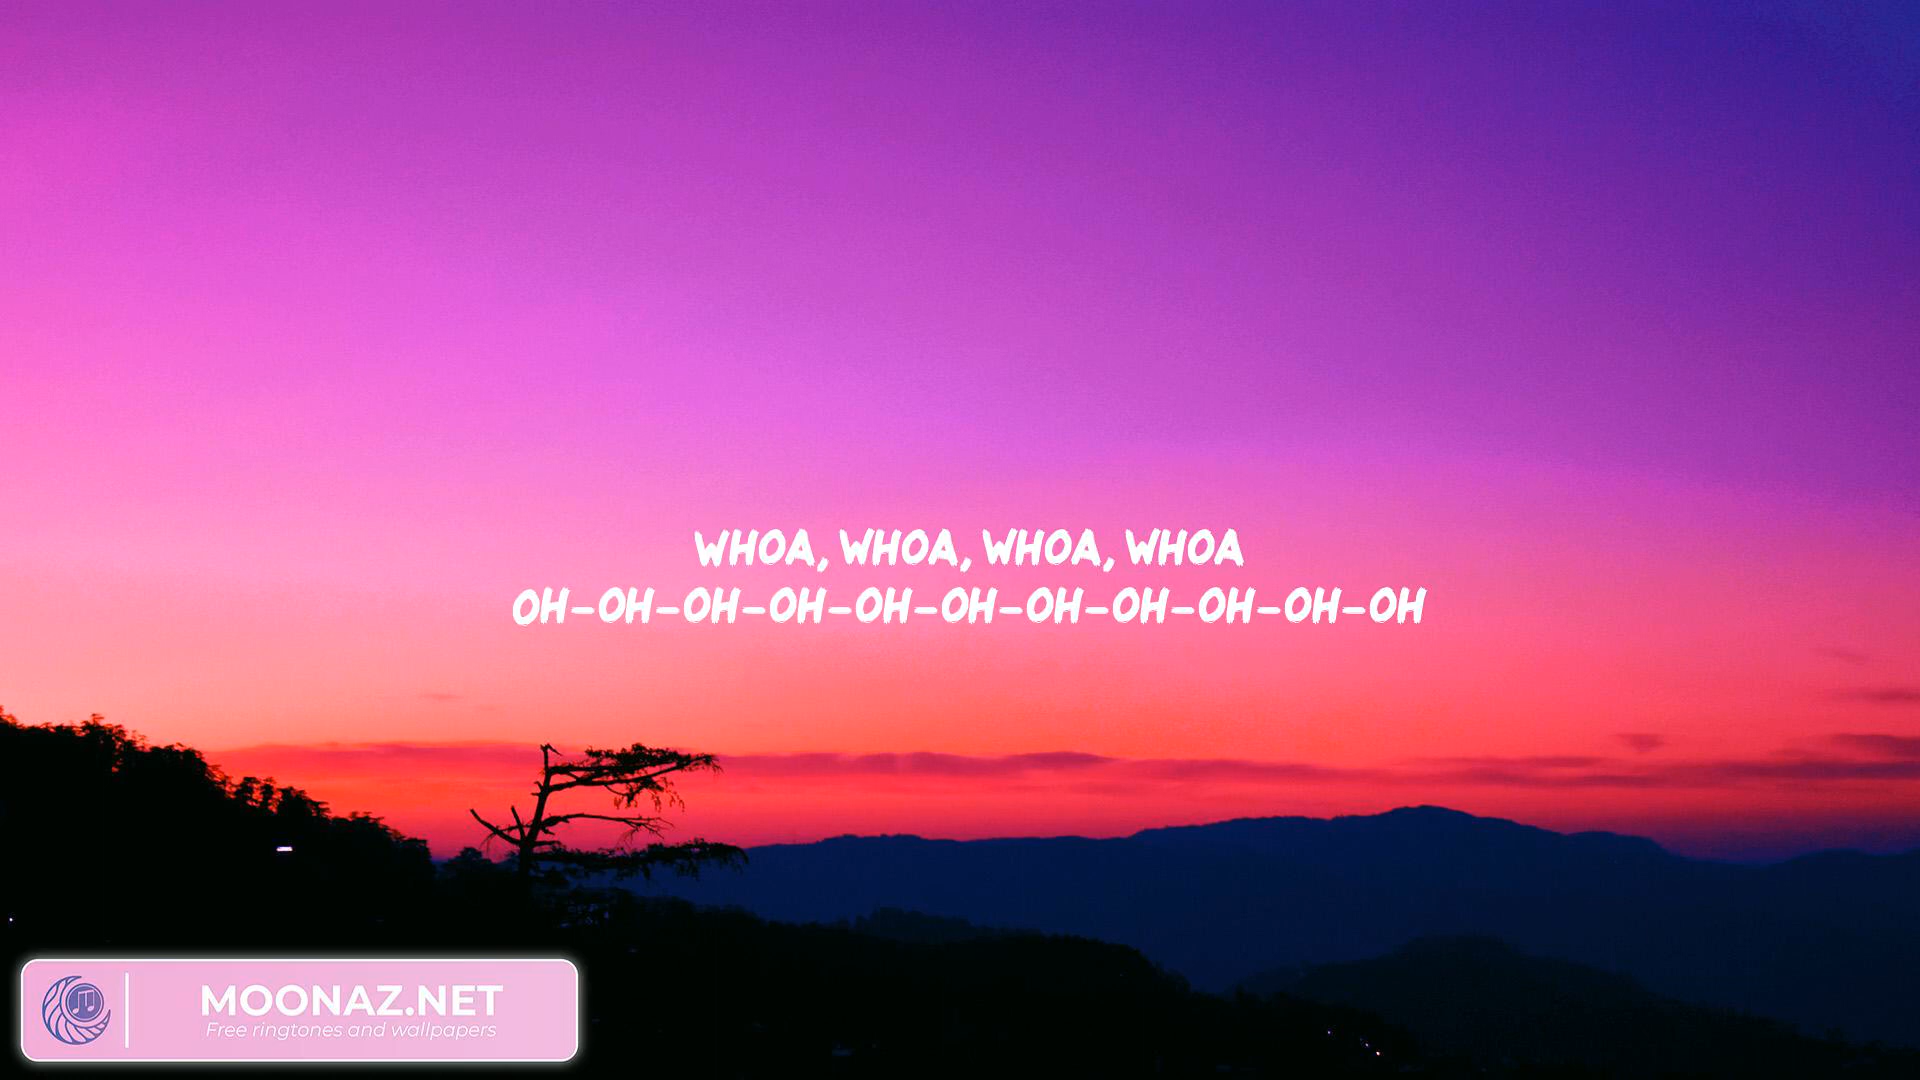 WHOA, WHOA, WHOA, WHOA
OH-OH-OH-OH-OH-OH-OH-OH-OH-OH-OH
MOONAZ.NET
Free ringtones and wallpapers